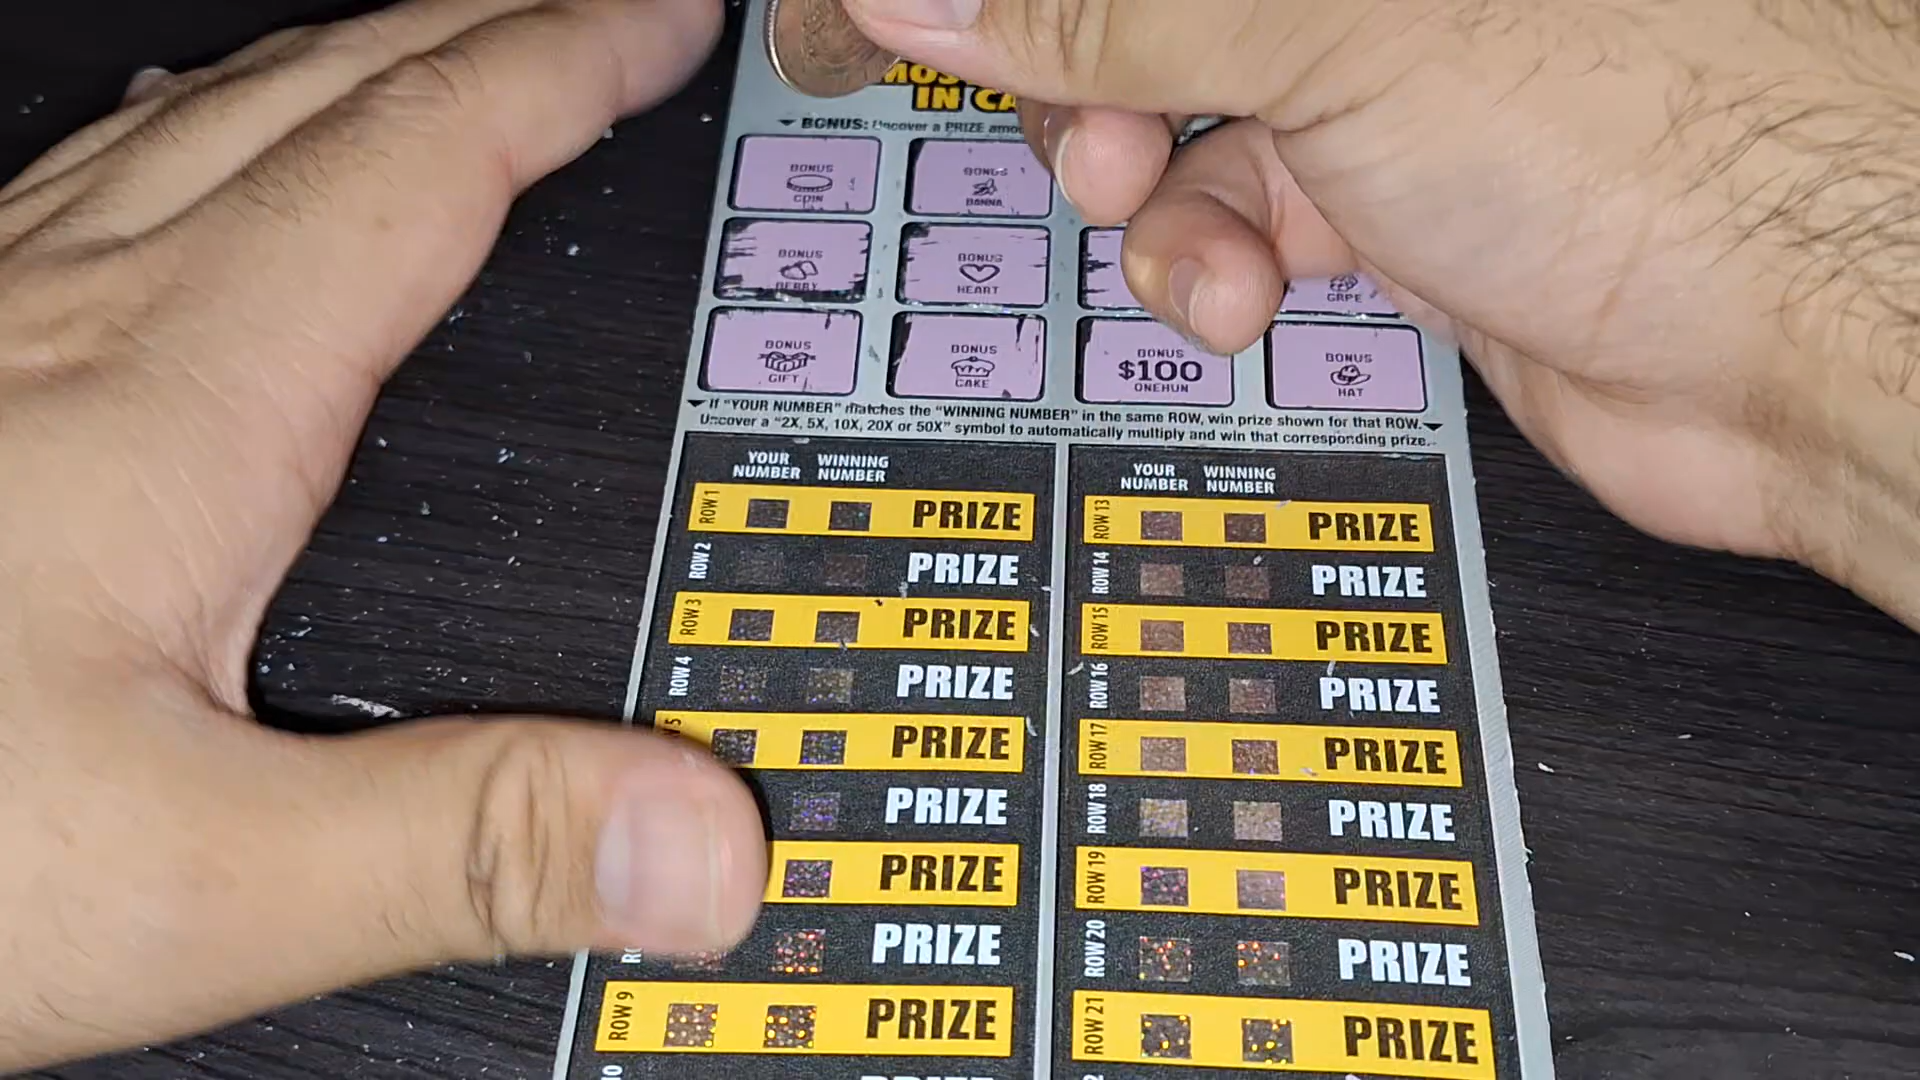 IN CA
BONUS: Uncover a PRIZE amou
BONUS
COIN
BONUS
BANNA
BONUS
BERRY
BONUS
HEART
GRPE
BONUS
GIFT
BONUS
CAKE
BONUS
$100
ONEHUN
BONUS
HAT
If "YOUR NUMBER" matches the "WINNING NUMBER" in the same ROW, win prize shown for that ROW.
Uncover a "2X, 5X, 10X, 20X or 50X" symbol to automatically multiply and win that corresponding prize.
YOUR NUMBER
WINNING NUMBER
ROW 1 PRIZE
ROW 2 PRIZE
ROW 3 PRIZE
ROW 4 PRIZE
5 PRIZE
PRIZE
PRIZE
PRIZE
ROW 9 PRIZE
10 PRIZE
YOUR NUMBER
WINNING NUMBER
ROW 13 PRIZE
ROW 14 PRIZE
ROW 15 PRIZE
ROW 16 PRIZE
ROW 17 PRIZE
ROW 18 PRIZE
ROW 19 PRIZE
ROW 20 PRIZE
ROW 21 PRIZE